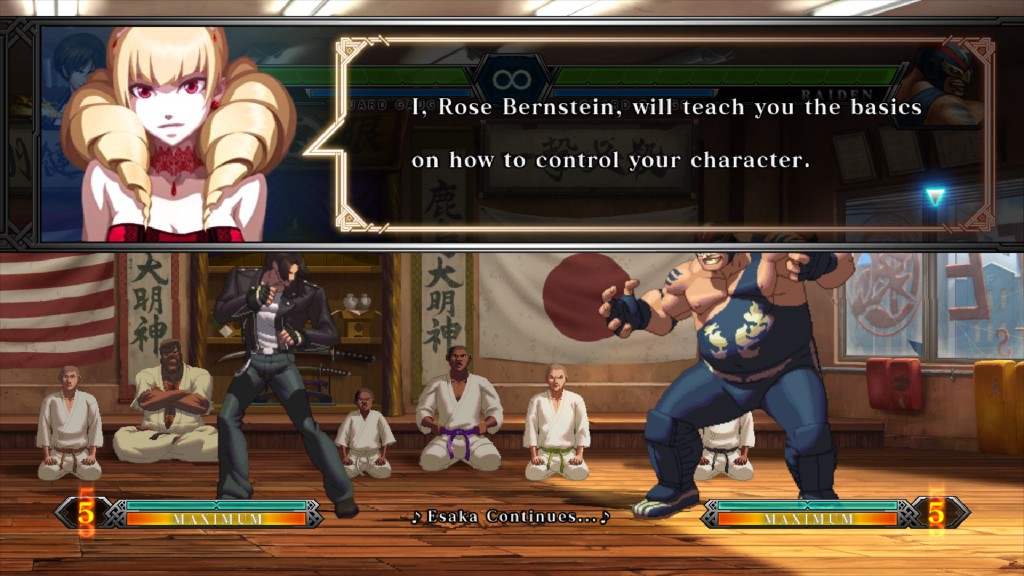 I, Rose Bernstein, will teach you the basics
on how to control your character.
RAIDEN
大明神
鹿
大明神
5
MAXIMUM
♪Esaka Continues...♪
MAXIMUM
5